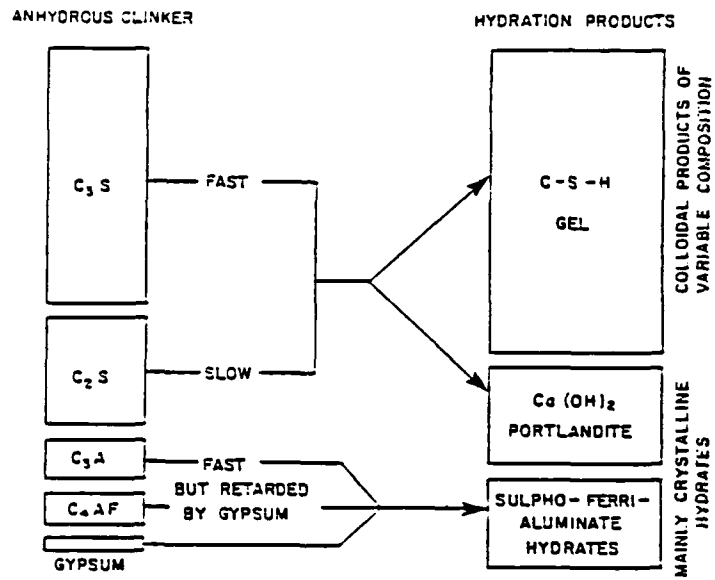 ANHYDROUS CLINKER
HYDRATION PRODUCTS
C₃S
FAST
C-S-H
GEL
COLLOIDAL PRODUCTS OF
VARIABLE COMPOSITION
C₂S
SLOW
Ca(OH)₂
PORTLANDITE
C₃A
FAST
BUT RETARDED
BY GYPSUM
C₄AF
GYPSUM
SULPHO-FERRI-
ALUMINATE
HYDRATES
MAINLY CRYSTALLINE
HYDRATES